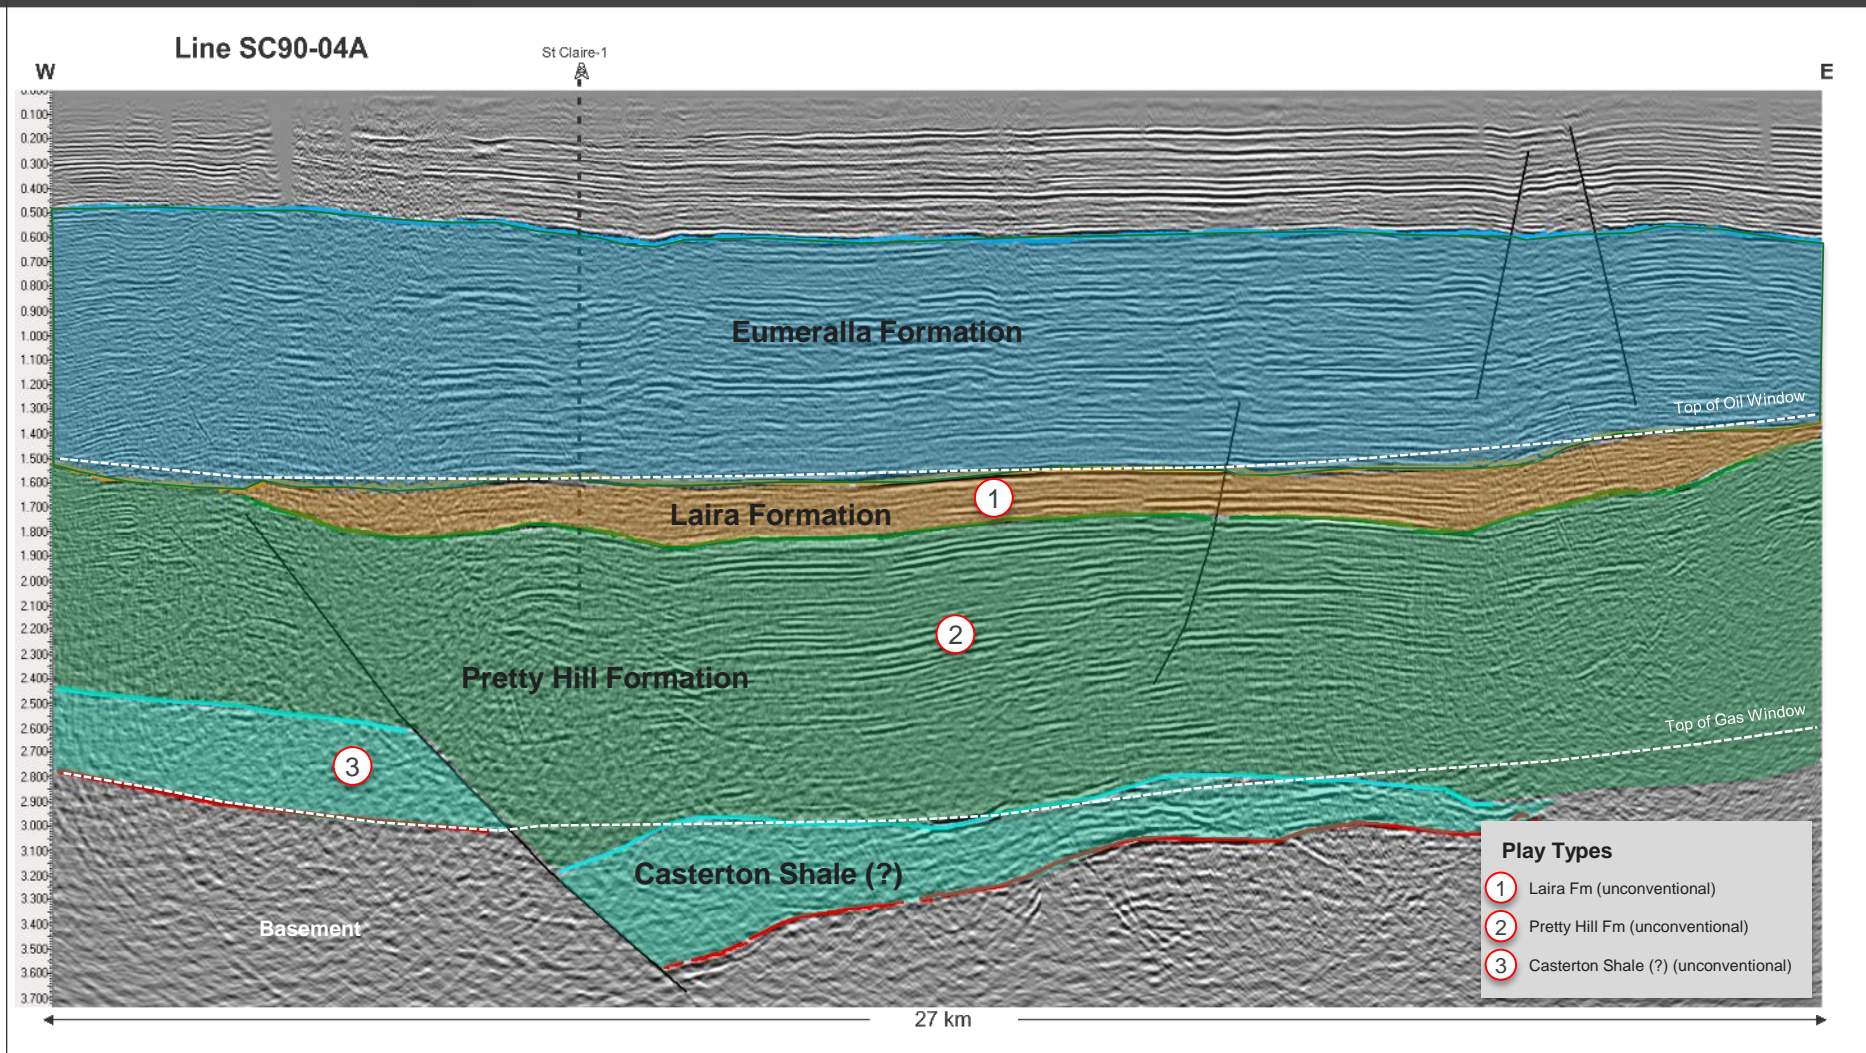 Line SC90-04A
St Claire-1
W
E
0.000
0.100
0.200
0.300
0.400
0.500
0.600
0.700
0.800
0.900
1.000
1.100
1.200
1.300
1.400
1.500
1.600
1.700
1.800
1.900
2.000
2.100
2.200
2.300
2.400
2.500
2.600
2.700
2.800
2.900
3.000
3.100
3.200
3.300
3.400
3.500
3.600
3.700
Eumeralla Formation
Top of Oil Window
1
Laira Formation
2
Pretty Hill Formation
Top of Gas Window
3
Casterton Shale (?)
Basement
Play Types
1 Laira Fm (unconventional)
2 Pretty Hill Fm (unconventional)
3 Casterton Shale (?) (unconventional)
27 km